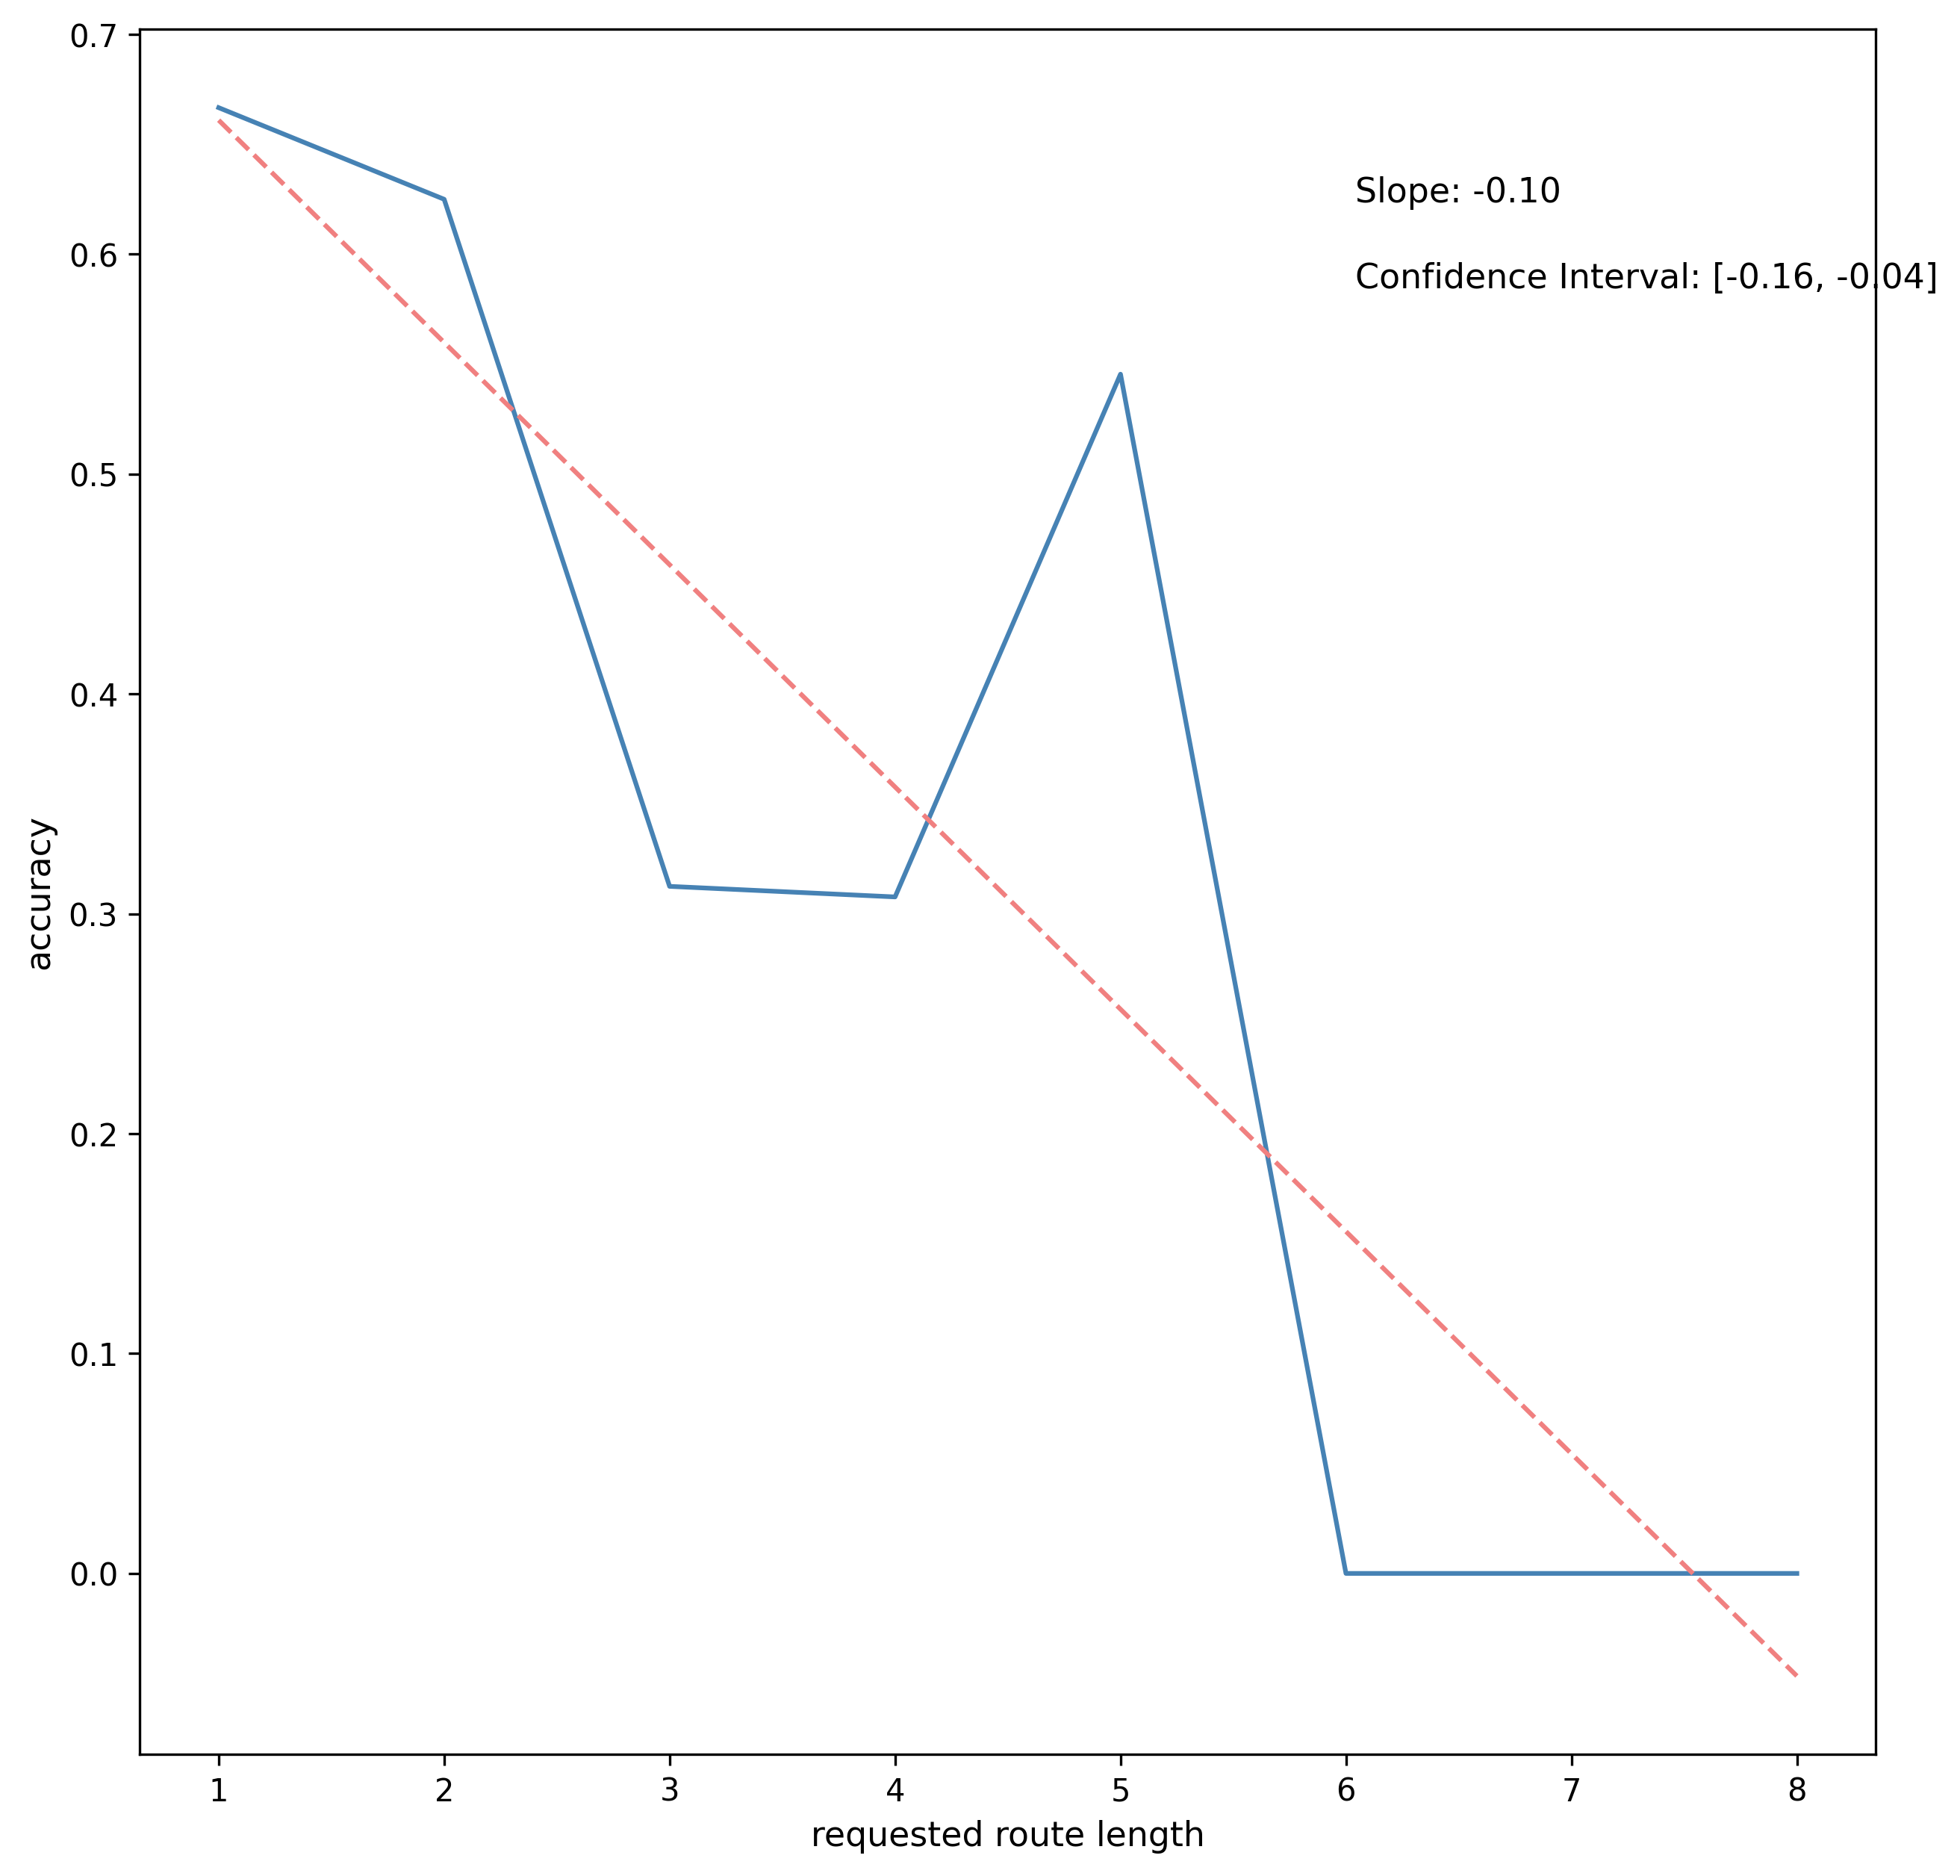 0.7
0.6
0.5
0.4
0.3
0.2
0.1
0.0
accuracy
Slope: -0.10
Confidence Interval: [-0.16, -0.04]
1 2 3 4 5 6 7 8
requested route length